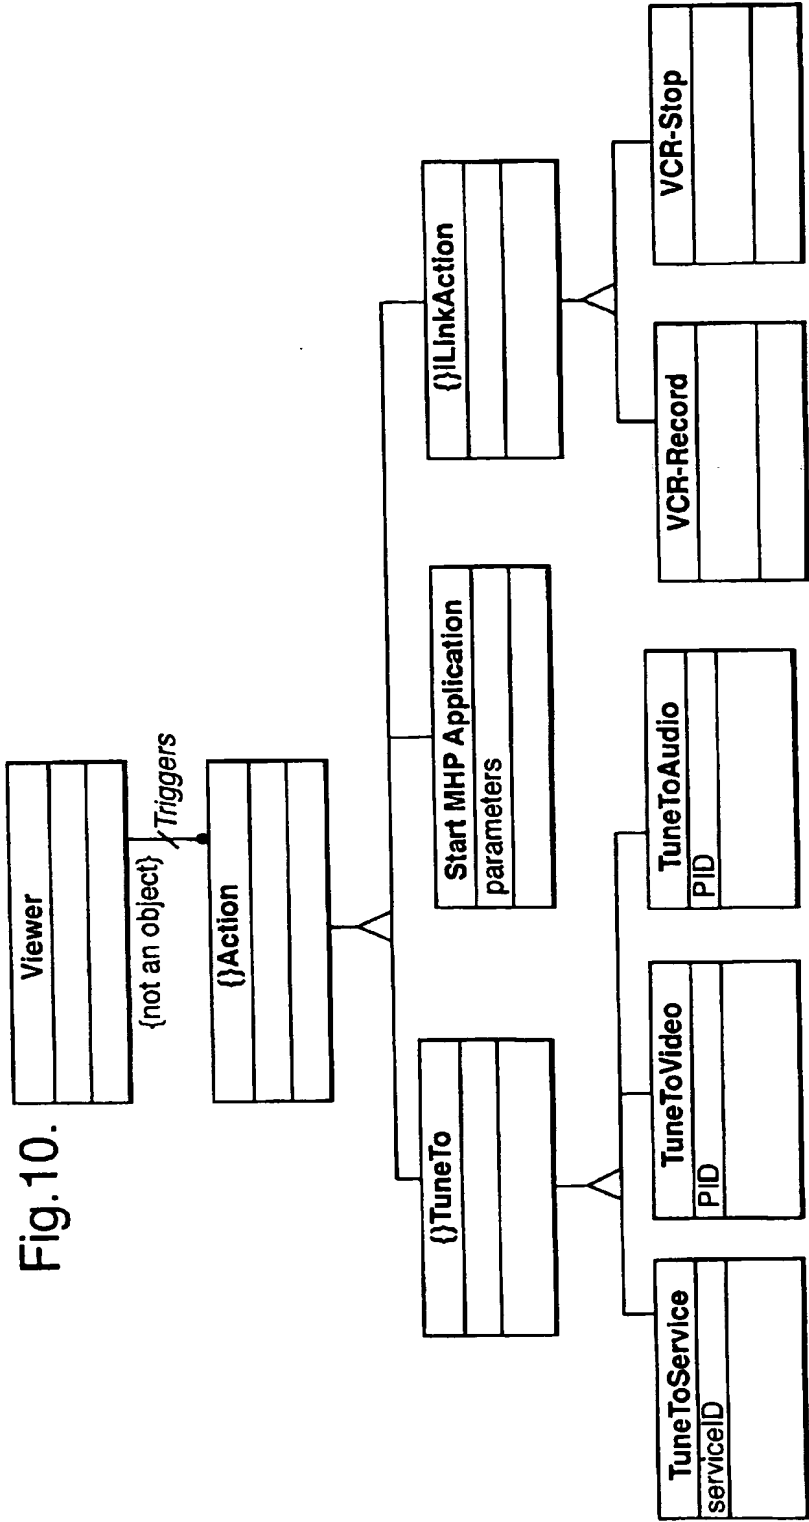 Fig.10.
Viewer
{not an object}
Triggers
{}Action
{}TuneTo
Start MHP Application
parameters
{}ILInkAction
TuneToService
serviceID
TuneToVideo
PID
TuneToAudio
PID
VCR-Record
VCR-Stop